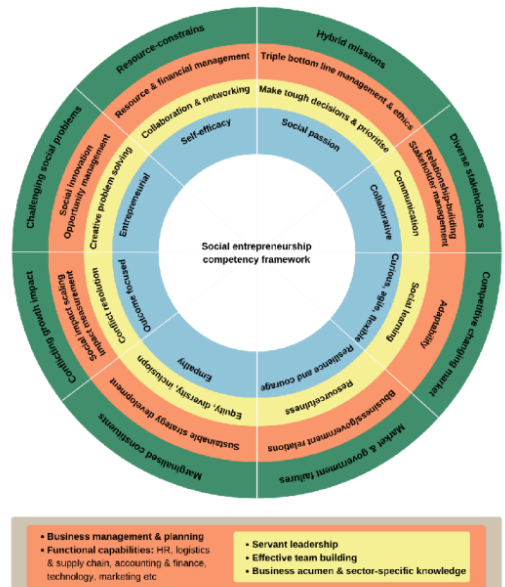 Hybrid missions
Diverse stakeholders
Competitive changing market
Market & government failures
Marginalised constituents
Conflicting growth impact
Challenging social problems
Resource-constrains
Triple bottom line management & ethics
Relationship-building
Stakeholder management
Adaptability
Bbusiness/government relations
Sustainable strategy development
Social impact scaling
Impact measurement
Social innovation
Opportunity management
Resource & financial management
Make tough decisions & prioritise
Communication
Social learning
Resourcefulness
Equity, diversity, inclusiopn
Conflict resolution
Creative problem solving
Collaboration & networking
Social passion
Collaborative
Curious, agile, flexible
Resilience and courage
Empathy
Outcome focused
Entrepreneurial
Self-efficacy
Social entrepreneurship
competency framework
• Business management & planning
• Functional capabilities: HR, logistics
& supply chain, accounting & finance,
technology, marketing etc
• Servant leadership
• Effective team building
• Business acumen & sector-specific knowledge